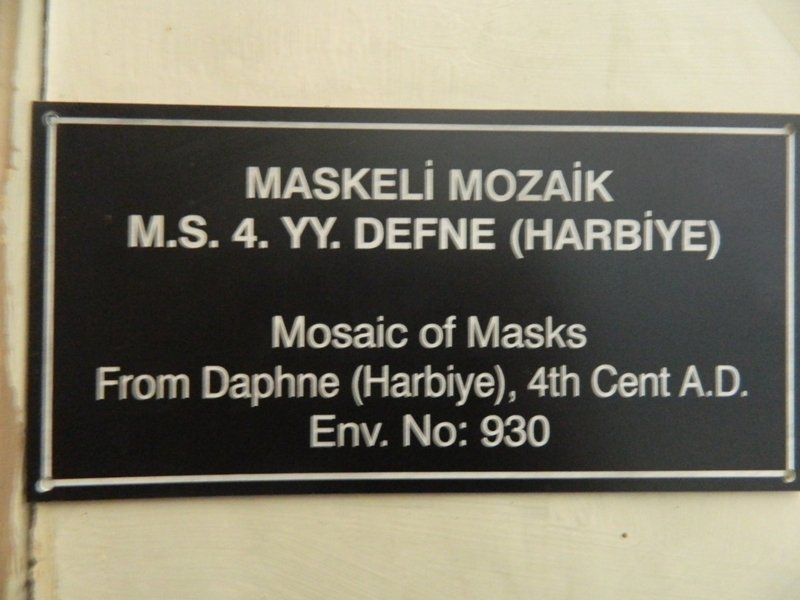 MASKELİ MOZAİK
M.S. 4. YY. DEFNE (HARBİYE)
Mosaic of Masks
From Daphne (Harbiye), 4th Cent A.D.
Env. No: 930